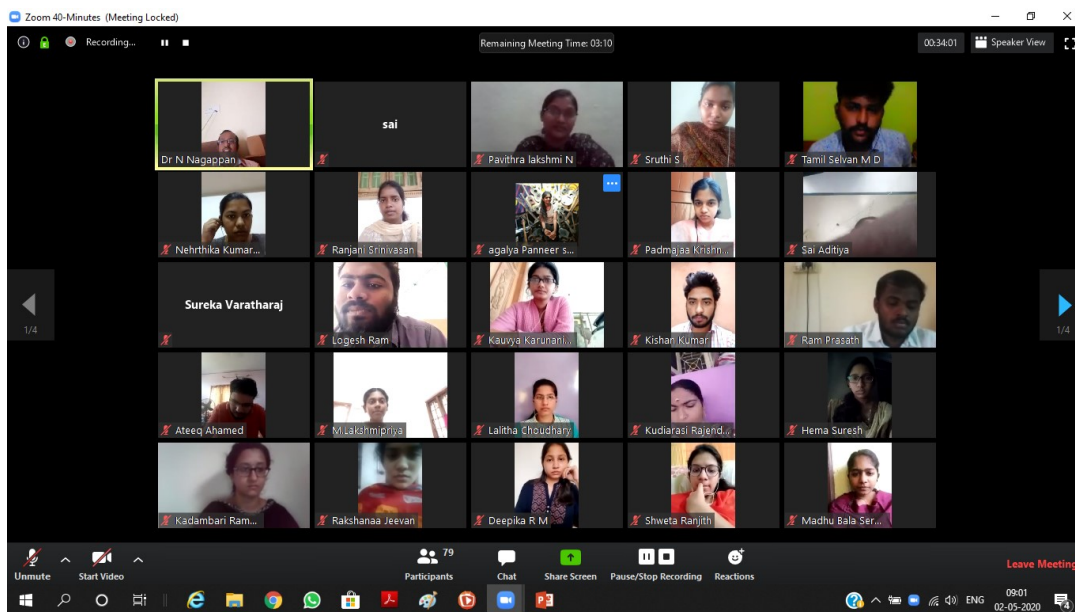 Zoom 40-Minutes (Meeting Locked)
Recording...
Remaining Meeting Time: 03:10
00:34:01
Speaker View
Dr N Nagappan
sai
Pavithra lakshmi N
Sruthi S
Tamil Selvan M D
Nehrthika Kumar...
Ranjani Srinivasan
agalya Panneer s...
Padmajaa Krishn...
Sai Aditiya
Sureka Varatharaj
Logesh Ram
Kauvya Karunani...
Kishan Kumar
Ram Prasath
1/4
1/4
Ateeq Ahamed
M.Lakshmipriya
Lalitha Choudhary
Kudiarasi Rajend...
Hema Suresh
Kadambari Ram...
Rakshanaa Jeevan
Deepika R M
Shweta Ranjith
Madhu Bala Ser...
Unmute
Start Video
79
Participants
Chat
Share Screen
Pause/Stop Recording
Reactions
Leave Meeting
ENG
09:01
02-05-2020
4